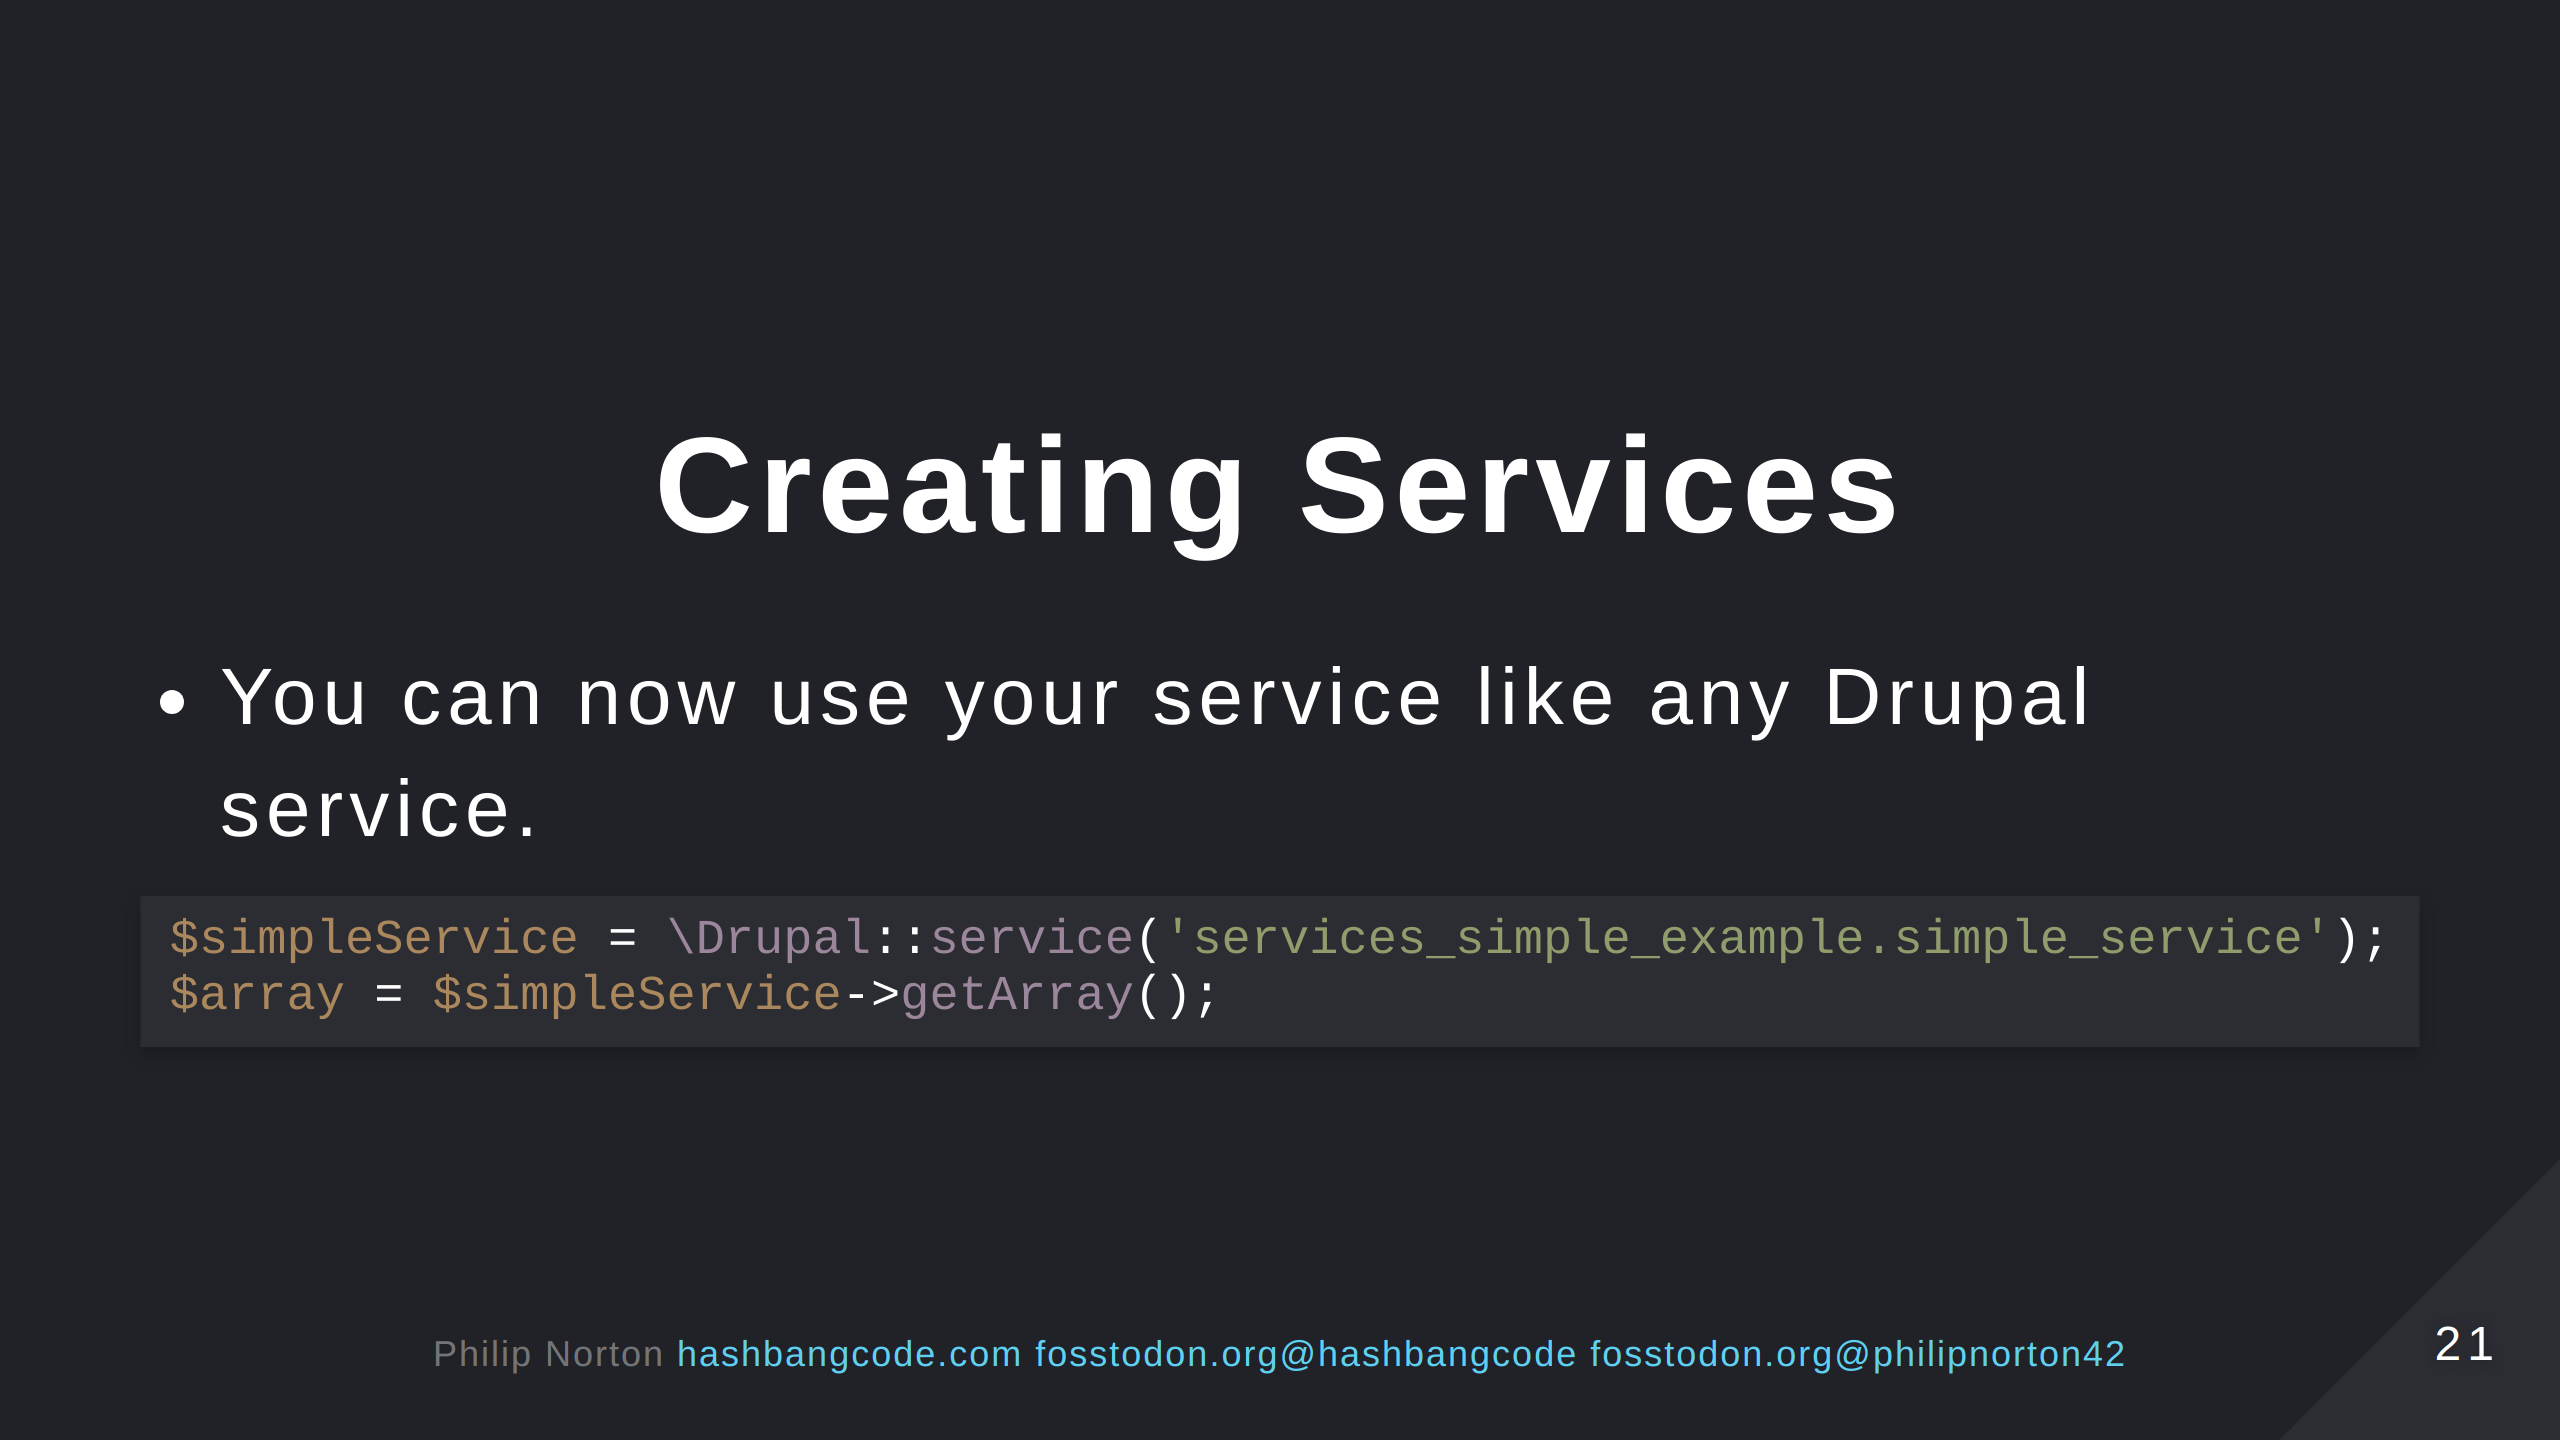 Creating Services
• You can now use your service like any Drupal
service.
$simpleService = \Drupal::service('services_simple_example.simple_service');
$array = $simpleService->getArray();
Philip Norton hashbangcode.com fosstodon.org@hashbangcode fosstodon.org@philipnorton42
21